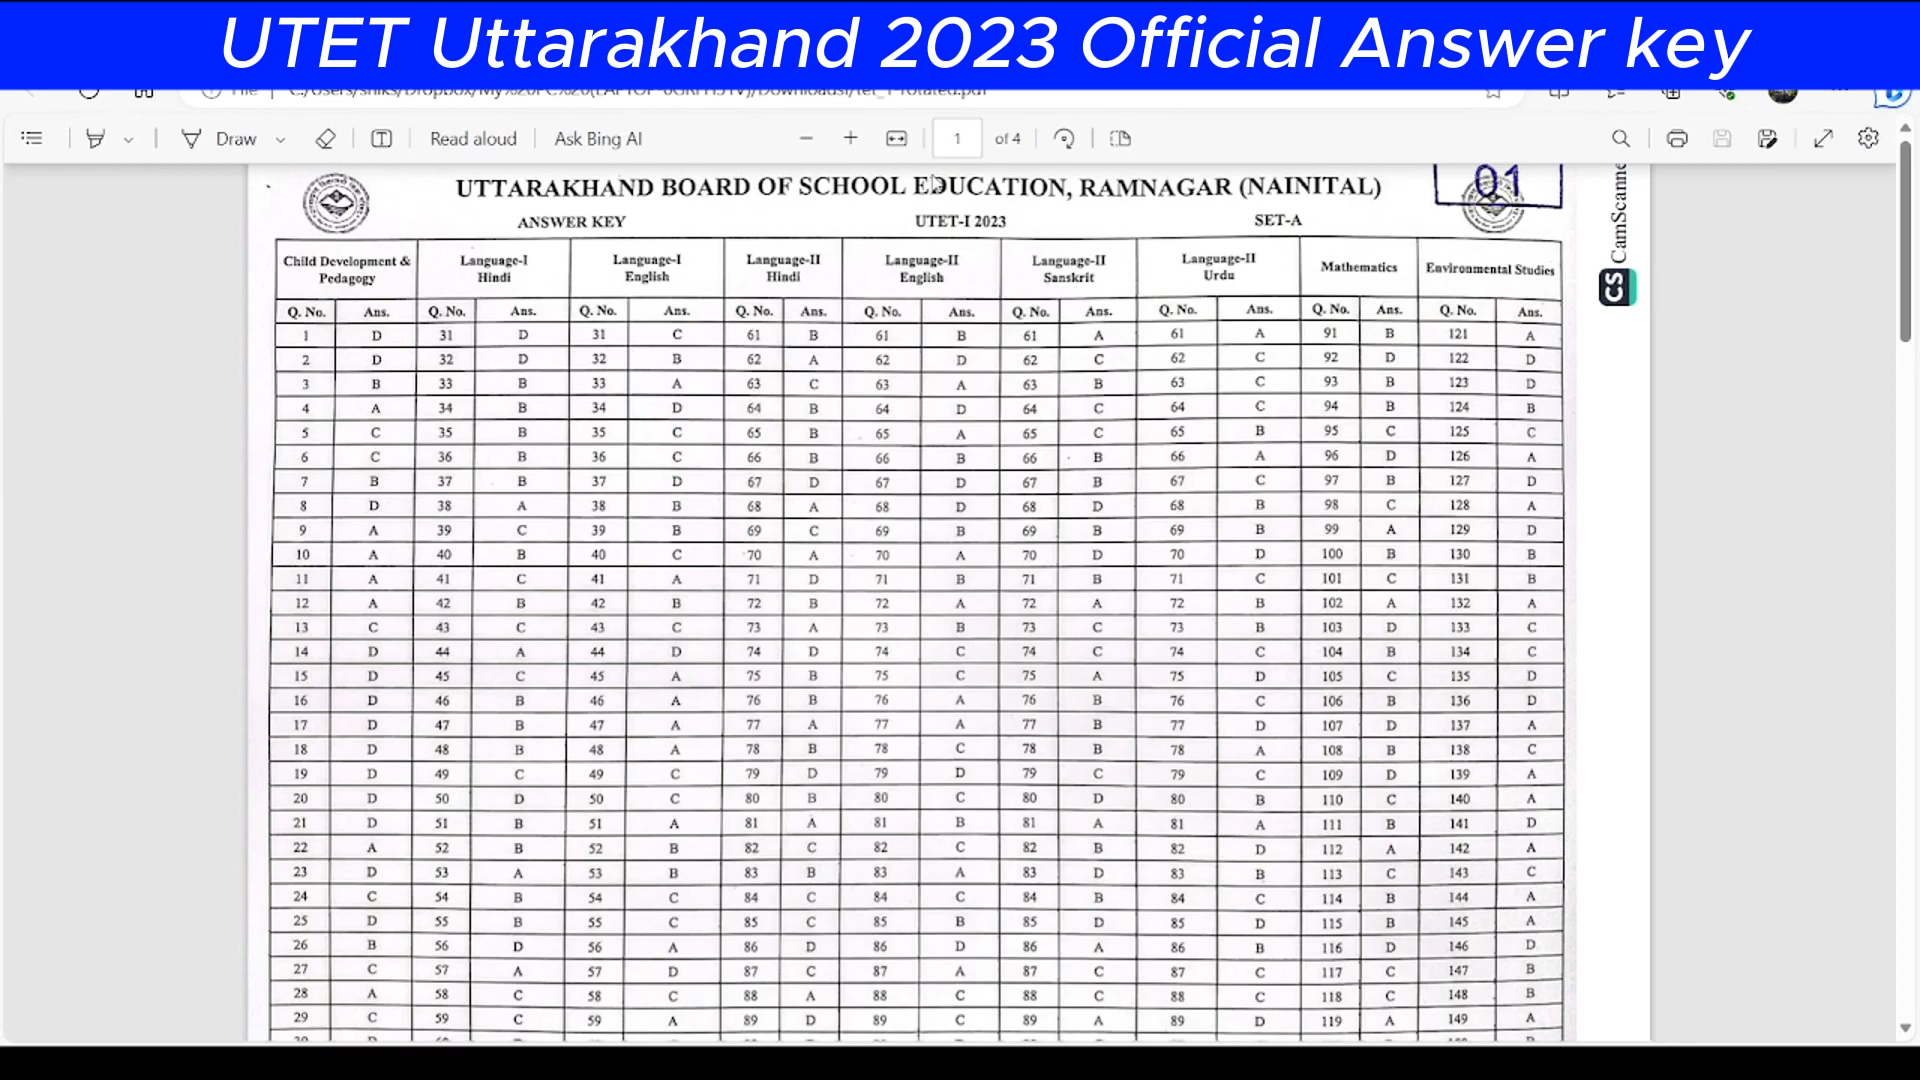 UTET Uttarakhand 2023 Official Answer key
Draw Read aloud Ask Bing AI 1 of 4
01
UTTARAKHAND BOARD OF SCHOOL EDUCATION, RAMNAGAR (NAINITAL)
ANSWER KEY UTET-I 2023 SET-A
CS CamScanne
Child Development & Pedagogy Language-I Hindi Language-I English Language-II Hindi Language-II English Language-II Sanskrit Language-II Urdu Mathematics Environmental Studies
Q. No. Ans. Q. No. Ans. Q. No. Ans. Q. No. Ans. Q. No. Ans. Q. No. Ans. Q. No. Ans. Q. No. Ans. Q. No. Ans.
1 D 31 D 31 C 61 B 61 B 61 A 61 A 91 B 121 A
2 D 32 D 32 B 62 A 62 D 62 C 62 C 92 D 122 D
3 B 33 B 33 A 63 C 63 A 63 B 63 C 93 B 123 D
4 A 34 B 34 D 64 B 64 D 64 C 64 C 94 B 124 B
5 C 35 B 35 C 65 B 65 A 65 C 65 B 95 C 125 C
6 C 36 B 36 C 66 B 66 B 66 B 66 A 96 D 126 A
7 B 37 B 37 D 67 D 67 D 67 B 67 C 97 B 127 D
8 D 38 A 38 B 68 A 68 D 68 D 68 B 98 C 128 A
9 A 39 C 39 B 69 C 69 B 69 B 69 B 99 A 129 D
10 A 40 B 40 C 70 A 70 A 70 D 70 D 100 B 130 B
11 A 41 C 41 A 71 D 71 B 71 B 71 C 101 C 131 B
12 A 42 B 42 B 72 B 72 A 72 A 72 B 102 A 132 A
13 C 43 C 43 C 73 A 73 B 73 C 73 B 103 D 133 C
14 D 44 A 44 D 74 D 74 C 74 C 74 C 104 B 134 C
15 D 45 C 45 A 75 B 75 C 75 A 75 D 105 C 135 D
16 D 46 B 46 A 76 B 76 A 76 B 76 C 106 B 136 D
17 D 47 B 47 A 77 A 77 A 77 B 77 D 107 D 137 A
18 D 48 B 48 A 78 B 78 C 78 B 78 A 108 B 138 C
19 D 49 C 49 C 79 D 79 D 79 C 79 C 109 D 139 A
20 D 50 D 50 C 80 B 80 C 80 D 80 B 110 C 140 A
21 D 51 B 51 A 81 A 81 B 81 A 81 A 111 B 141 D
22 A 52 B 52 B 82 C 82 C 82 B 82 D 112 A 142 A
23 D 53 A 53 B 83 B 83 A 83 D 83 B 113 C 143 C
24 C 54 B 54 C 84 C 84 C 84 B 84 C 114 B 144 A
25 D 55 B 55 C 85 C 85 B 85 D 85 D 115 B 145 A
26 B 56 D 56 A 86 D 86 D 86 A 86 B 116 D 146 D
27 C 57 A 57 D 87 C 87 A 87 C 87 C 117 C 147 B
28 A 58 C 58 C 88 A 88 C 88 C 88 C 118 C 148 B
29 C 59 C 59 A 89 D 89 C 89 A 89 D 119 A 149 A